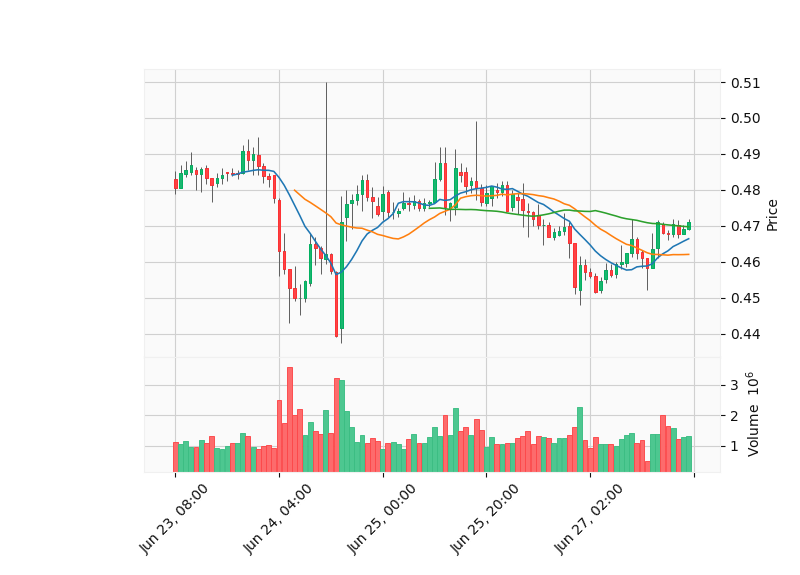 0.51
0.50
0.49
0.48
0.47
0.46
0.45
0.44
Price
3
2
1
Volume 10^6
Jun 23, 08:00
Jun 24, 04:00
Jun 25, 00:00
Jun 25, 20:00
Jun 27, 02:00